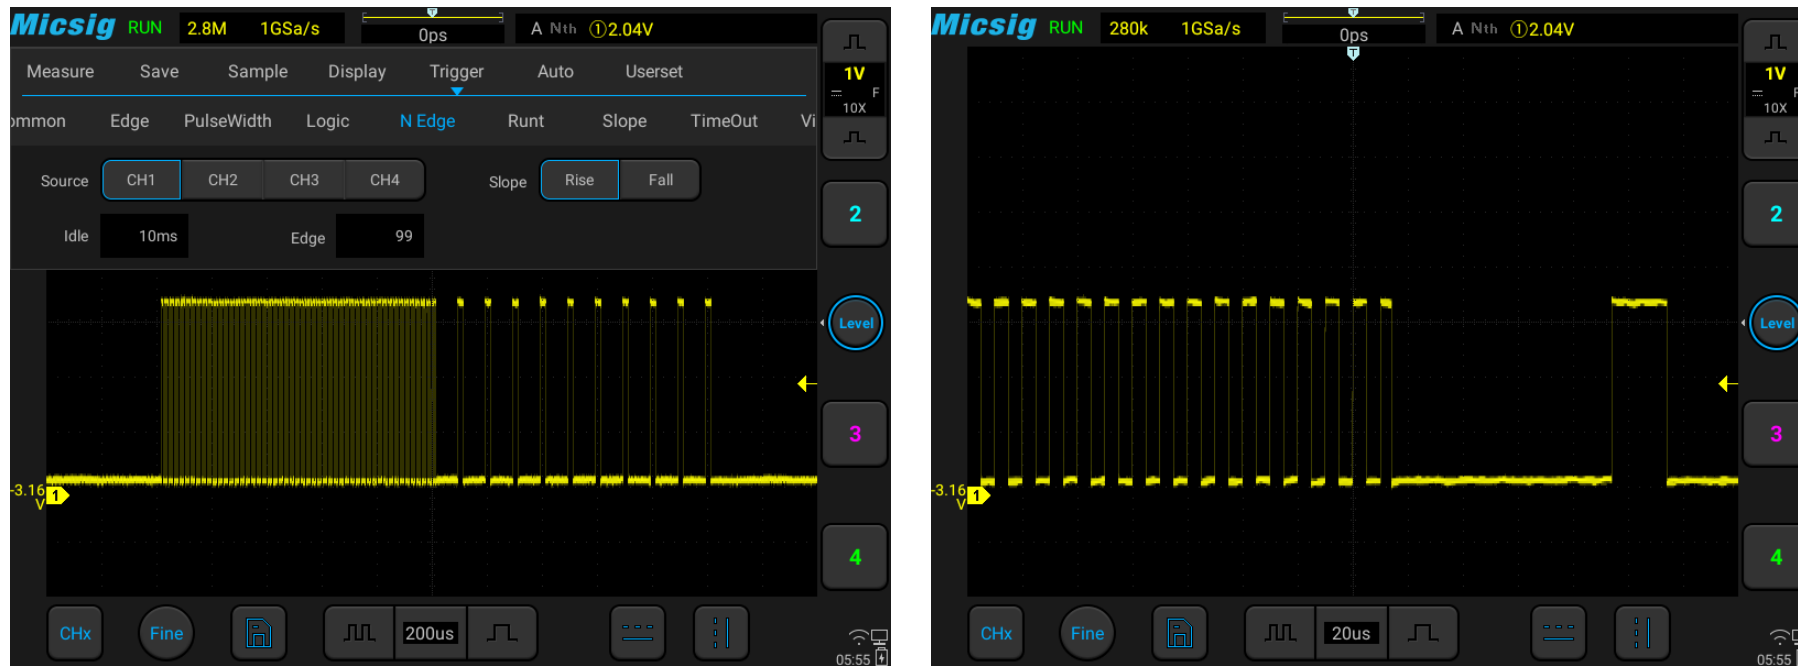 Micsig RUN 2.8M 1GSa/s 0ps A Nth ①2.04V
Measure Save Sample Display Trigger Auto Userset
ommon Edge PulseWidth Logic N Edge Runt Slope TimeOut Vi
Source CH1 CH2 CH3 CH4 Slope Rise Fall
Idle 10ms Edge 99
T
1V
F
10X
2
Level
3
4
-3.16
V
1
CHx Fine 200us
05:55
Micsig RUN 280k 1GSa/s 0ps A Nth ①2.04V
T
T
1V
F
10X
2
Level
3
4
-3.16
V
1
CHx Fine 20us
05:55